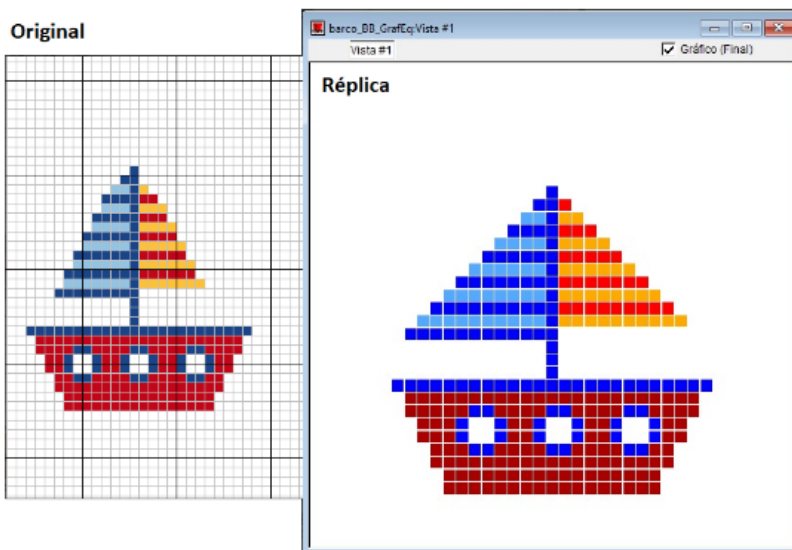 Original
barco_BB_GrafEq:Vista #1
Vista #1
Gráfico (Final)
Réplica